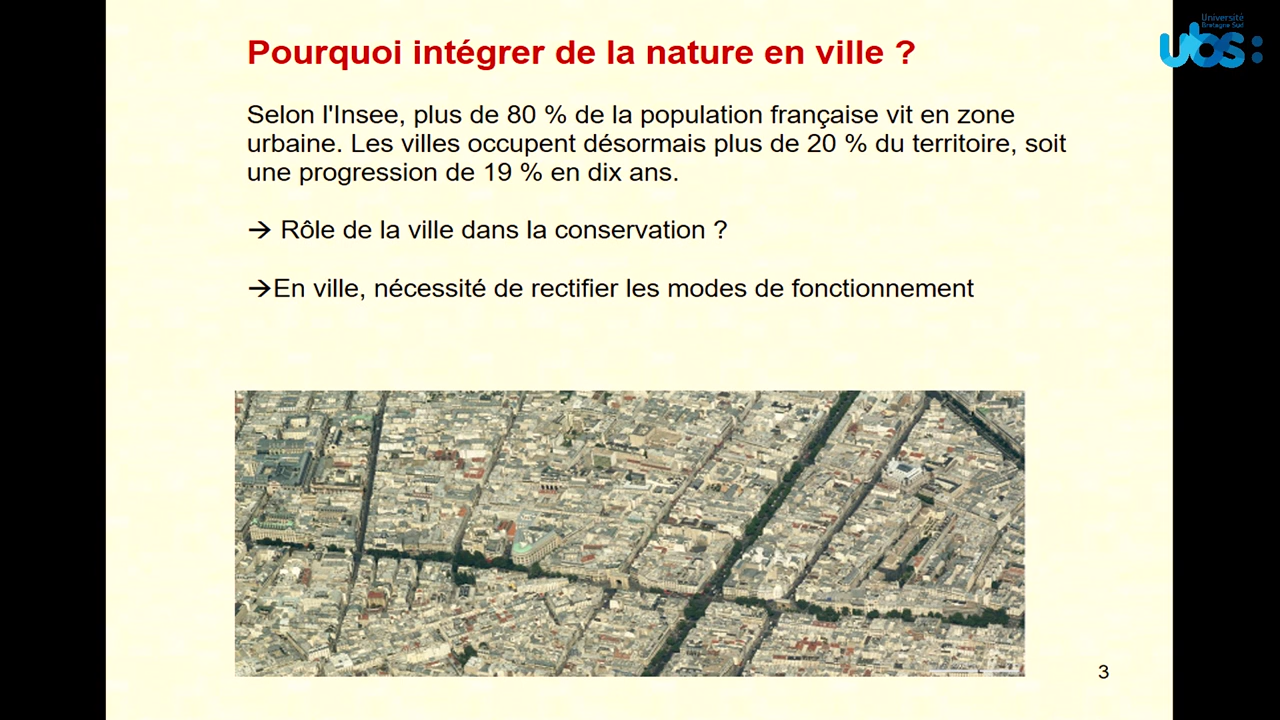 Université
Bretagne Sud
ubs:
Pourquoi intégrer de la nature en ville ?
Selon l'Insee, plus de 80 % de la population française vit en zone
urbaine. Les villes occupent désormais plus de 20 % du territoire, soit
une progression de 19 % en dix ans.
→ Rôle de la ville dans la conservation ?
→En ville, nécessité de rectifier les modes de fonctionnement
3